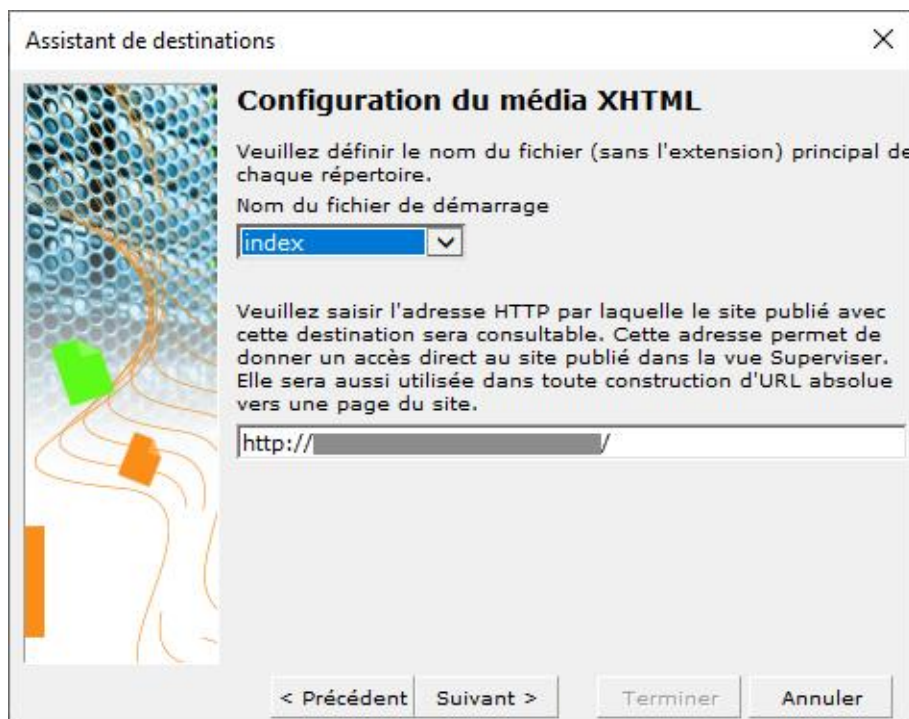 Assistant de destinations
Configuration du média XHTML
Veuillez définir le nom du fichier (sans l'extension) principal de
chaque répertoire.
Nom du fichier de démarrage
index
Veuillez saisir l'adresse HTTP par laquelle le site publié avec
cette destination sera consultable. Cette adresse permet de
donner un accès direct au site publié dans la vue Superviser.
Elle sera aussi utilisée dans toute construction d'URL absolue
vers une page du site.
http:// /
< Précédent Suivant > Terminer Annuler